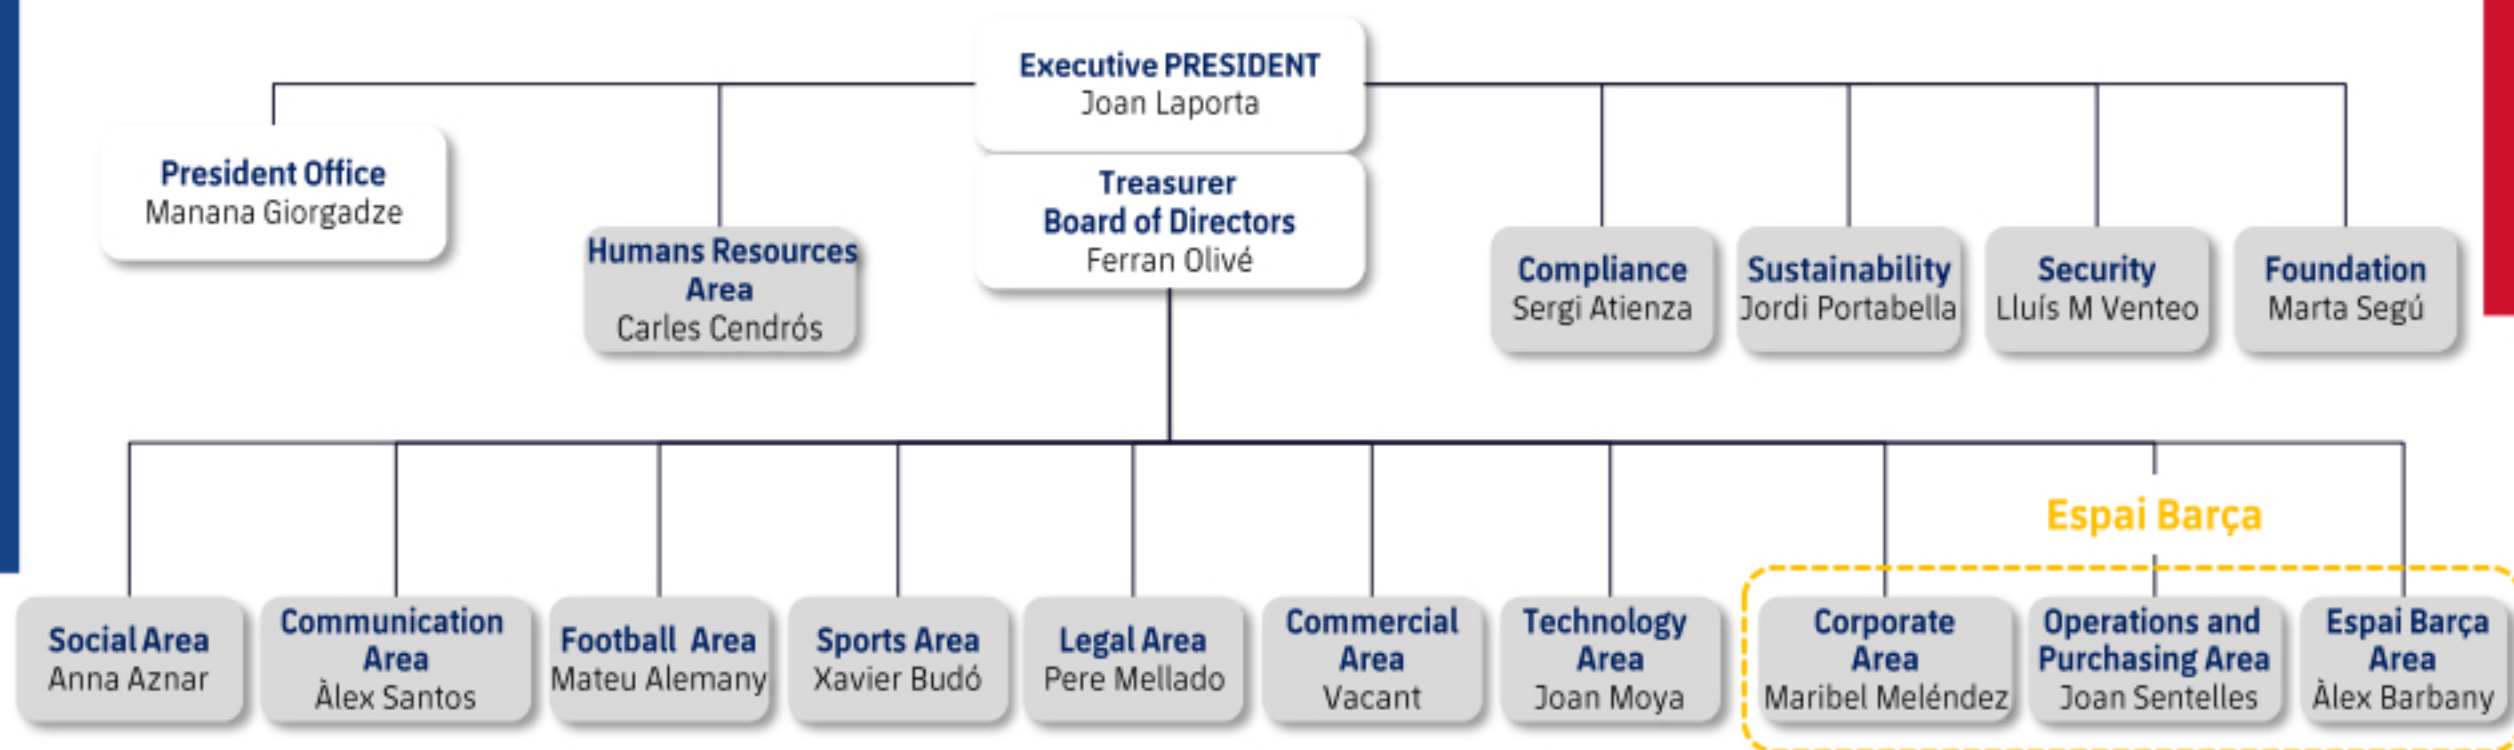 Executive PRESIDENT
Joan Laporta
President Office
Manana Giorgadze
Treasurer
Board of Directors
Ferran Olivé
Humans Resources
Area
Carles Cendrós
Compliance
Sergi Atienza
Sustainability
Jordi Portabella
Security
Lluís M Venteo
Foundation
Marta Segú
Espai Barça
Social Area
Anna Aznar
Communication
Area
Àlex Santos
Football Area
Mateu Alemany
Sports Area
Xavier Budó
Legal Area
Pere Mellado
Commercial
Area
Vacant
Technology
Area
Joan Moya
Corporate
Area
Maribel Meléndez
Operations and
Purchasing Area
Joan Sentelles
Espai Barça
Area
Àlex Barbany